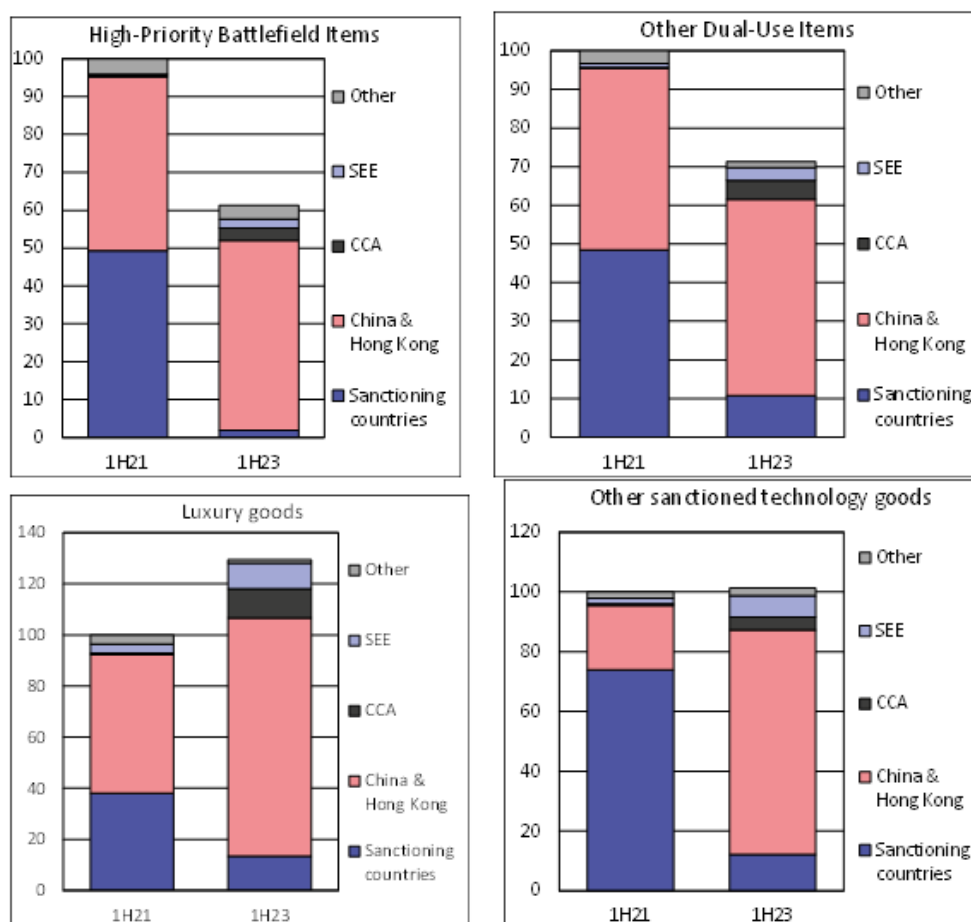 High-Priority Battlefield Items
100
90
80
70
60
50
40
30
20
10
0
1H21
1H23
Other
SEE
CCA
China &
Hong Kong
Sanctioning
countries
Other Dual-Use Items
100
90
80
70
60
50
40
30
20
10
0
1H21
1H23
Other
SEE
CCA
China &
Hong Kong
Sanctioning
countries
Luxury goods
140
120
100
80
60
40
20
0
1H21
1H23
Other
SEE
CCA
China &
Hong Kong
Sanctioning
countries
Other sanctioned technology goods
120
100
80
60
40
20
0
1H21
1H23
Other
SEE
CCA
China &
Hong Kong
Sanctioning
countries